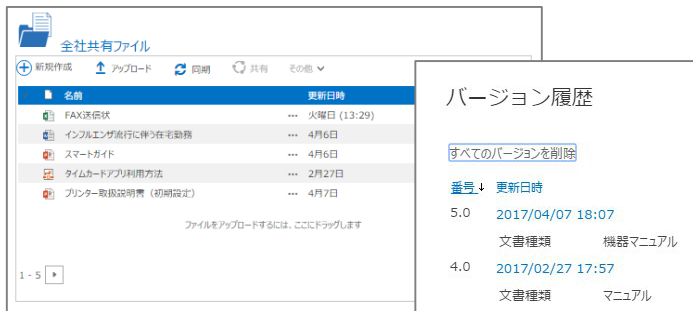 全社共有ファイル
新規作成 アップロード 同期 共有 その他
名前 更新日時
FAX送信状 ... 火曜日 (13:29)
インフルエンザ流行に伴う在宅勤務 ... 4月6日
スマートガイド ... 4月6日
タイムカードアプリ利用方法 ... 2月27日
プリンター取扱説明書（初期設定） ... 4月7日
ファイルをアップロードするには、ここにドラッグします
1 - 5
バージョン履歴
すべてのバージョンを削除
番号↓ 更新日時
5.0 2017/04/07 18:07
文書種類 機器マニュアル
4.0 2017/02/27 17:57
文書種類 マニュアル